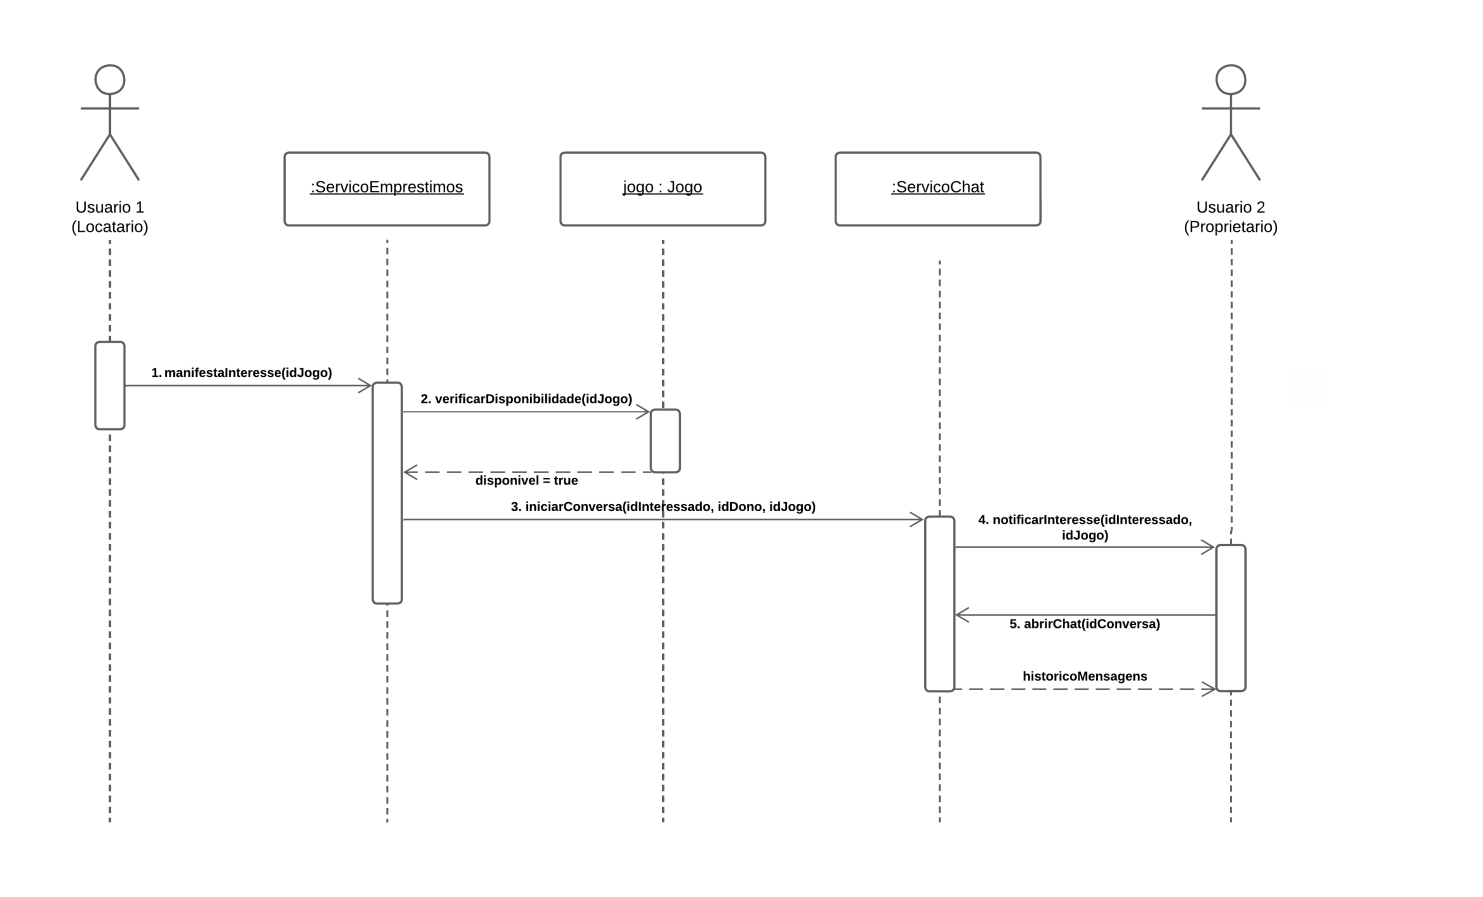 :ServicoEmprestimos
jogo : Jogo
:ServicoChat
Usuario 1
(Locatario)
Usuario 2
(Proprietario)
1. manifestaInteresse(idJogo)
2. verificarDisponibilidade(idJogo)
disponivel = true
3. iniciarConversa(idInteressado, idDono, idJogo)
4. notificarInteresse(idInteressado,
idJogo)
5. abrirChat(idConversa)
historicoMensagens